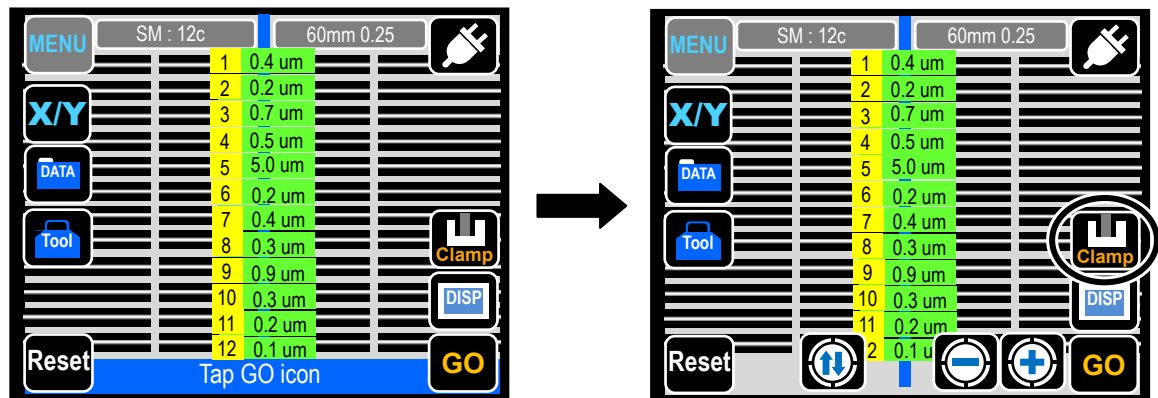 MENU SM : 12c 60mm 0.25
1 0.4 um
2 0.2 um
X/Y 3 0.7 um
4 0.5 um
DATA 5 5.0 um
6 0.2 um
7 0.4 um
Tool 8 0.3 um Clamp
9 0.9 um
10 0.3 um DISP
11 0.2 um
12 0.1 um
Reset Tap GO icon GO
MENU SM : 12c 60mm 0.25
1 0.4 um
2 0.2 um
X/Y 3 0.7 um
4 0.5 um
DATA 5 5.0 um
6 0.2 um
7 0.4 um
Tool 8 0.3 um Clamp
9 0.9 um
10 0.3 um DISP
11 0.2 um
2 0.1 u
Reset GO